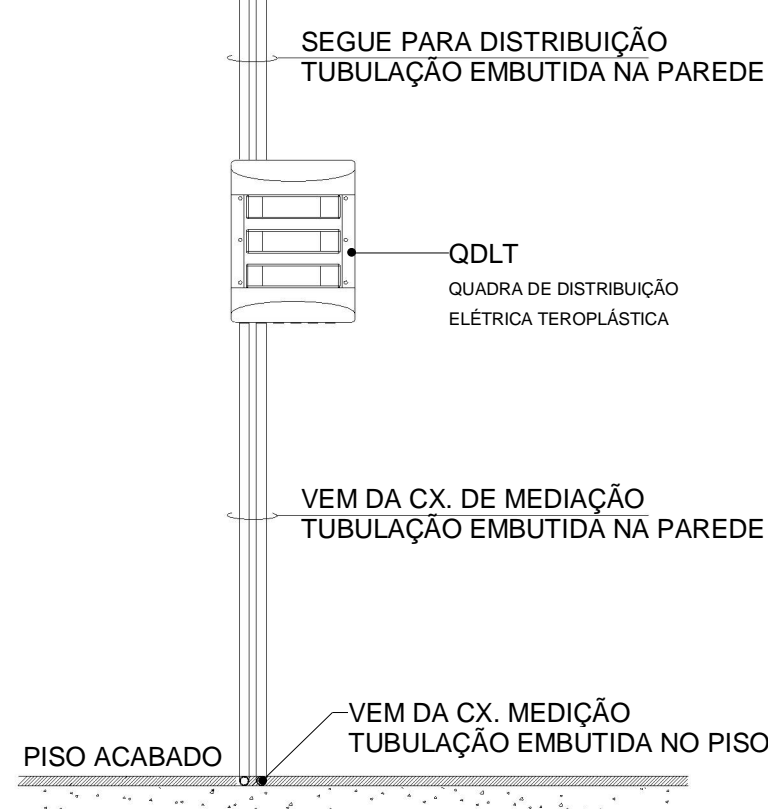 SEGUE PARA DISTRIBUIÇÃO
TUBULAÇÃO EMBUTIDA NA PAREDE
QDLT
QUADRA DE DISTRIBUIÇÃO
ELÉTRICA TEROPLÁSTICA
VEM DA CX. DE MEDIAÇÃO
TUBULAÇÃO EMBUTIDA NA PAREDE
VEM DA CX. MEDIÇÃO
TUBULAÇÃO EMBUTIDA NO PISO
PISO ACABADO